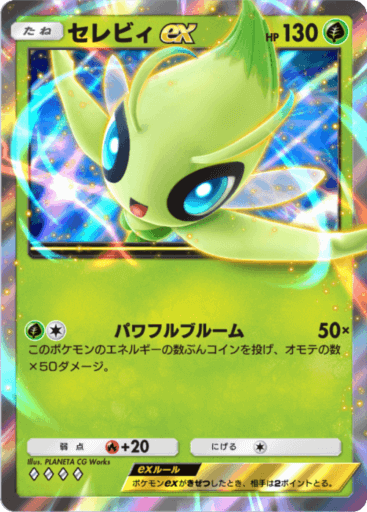 たね セレビィex HP 130
パワフルブルーム 50×
このポケモンのエネルギーの数ぶんコインを投げ、オモテの数
×50ダメージ。
弱点 +20 にげる
Illus. PLANETA CG Works
exルール
ポケモンexがきぜつしたとき、相手は2ポイントとる。